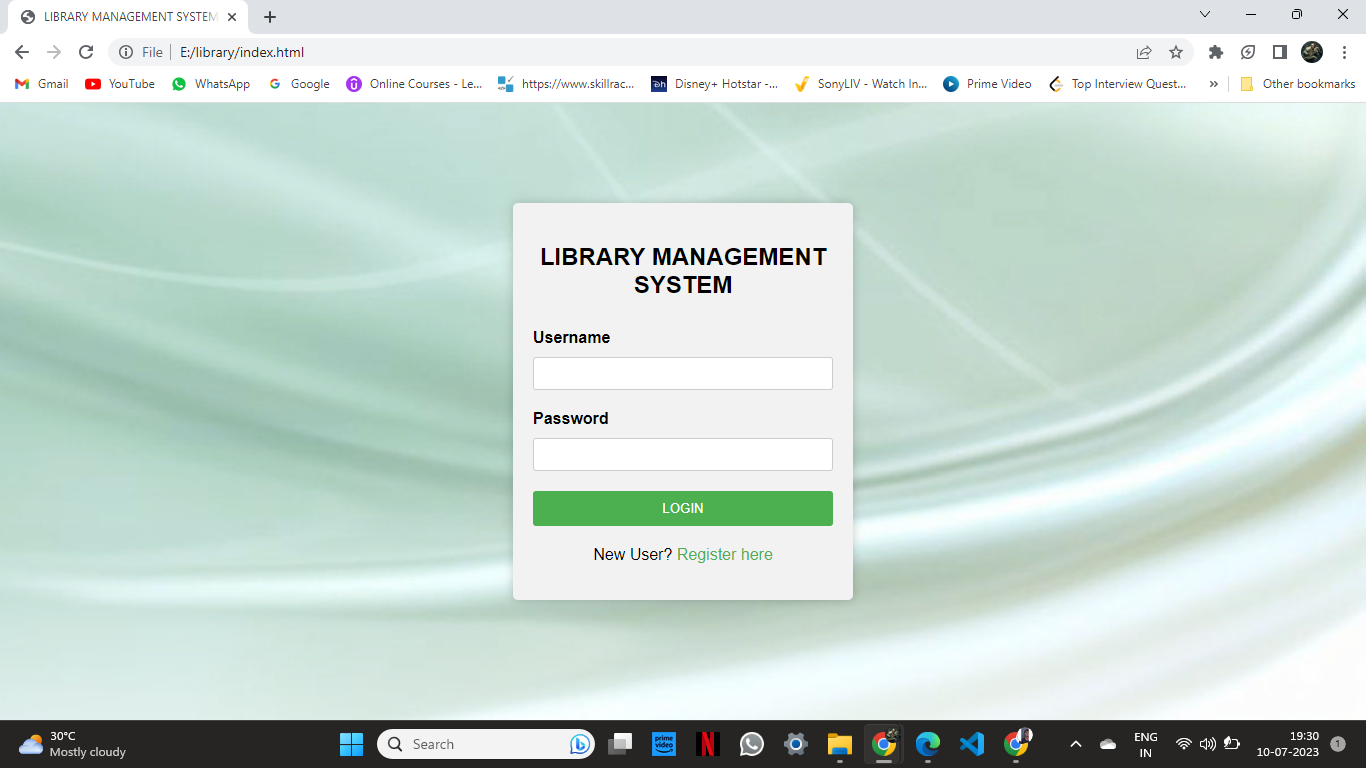 LIBRARY MANAGEMENT SYSTEM
File
E:/library/index.html
Gmail
YouTube
WhatsApp
Google
Online Courses - Le...
https://www.skillrac...
Disney+ Hotstar -...
SonyLIV - Watch In...
Prime Video
Top Interview Quest...
»
Other bookmarks
LIBRARY MANAGEMENT
SYSTEM
Username
Password
LOGIN
New User? Register here
30°C
Mostly cloudy
Search
prime video
N
ENG
IN
19:30
10-07-2023
1